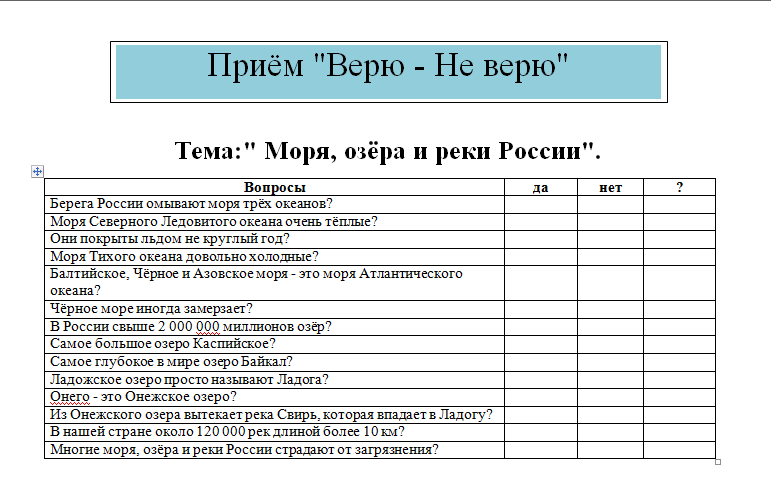 Приём "Верю - Не верю"
Тема:" Моря, озёра и реки России".
Вопросы да нет ?
Берега России омывают моря трёх океанов?
Моря Северного Ледовитого океана очень тёплые?
Они покрыты льдом не круглый год?
Моря Тихого океана довольно холодные?
Балтийское, Чёрное и Азовское моря - это моря Атлантического
океана?
Чёрное море иногда замерзает?
В России свыше 2 000 000 миллионов озёр?
Самое большое озеро Каспийское?
Самое глубокое в мире озеро Байкал?
Ладожское озеро просто называют Ладога?
Онего - это Онежское озеро?
Из Онежского озера вытекает река Свирь, которая впадает в Ладогу?
В нашей стране около 120 000 рек длиной более 10 км?
Многие моря, озёра и реки России страдают от загрязнения?